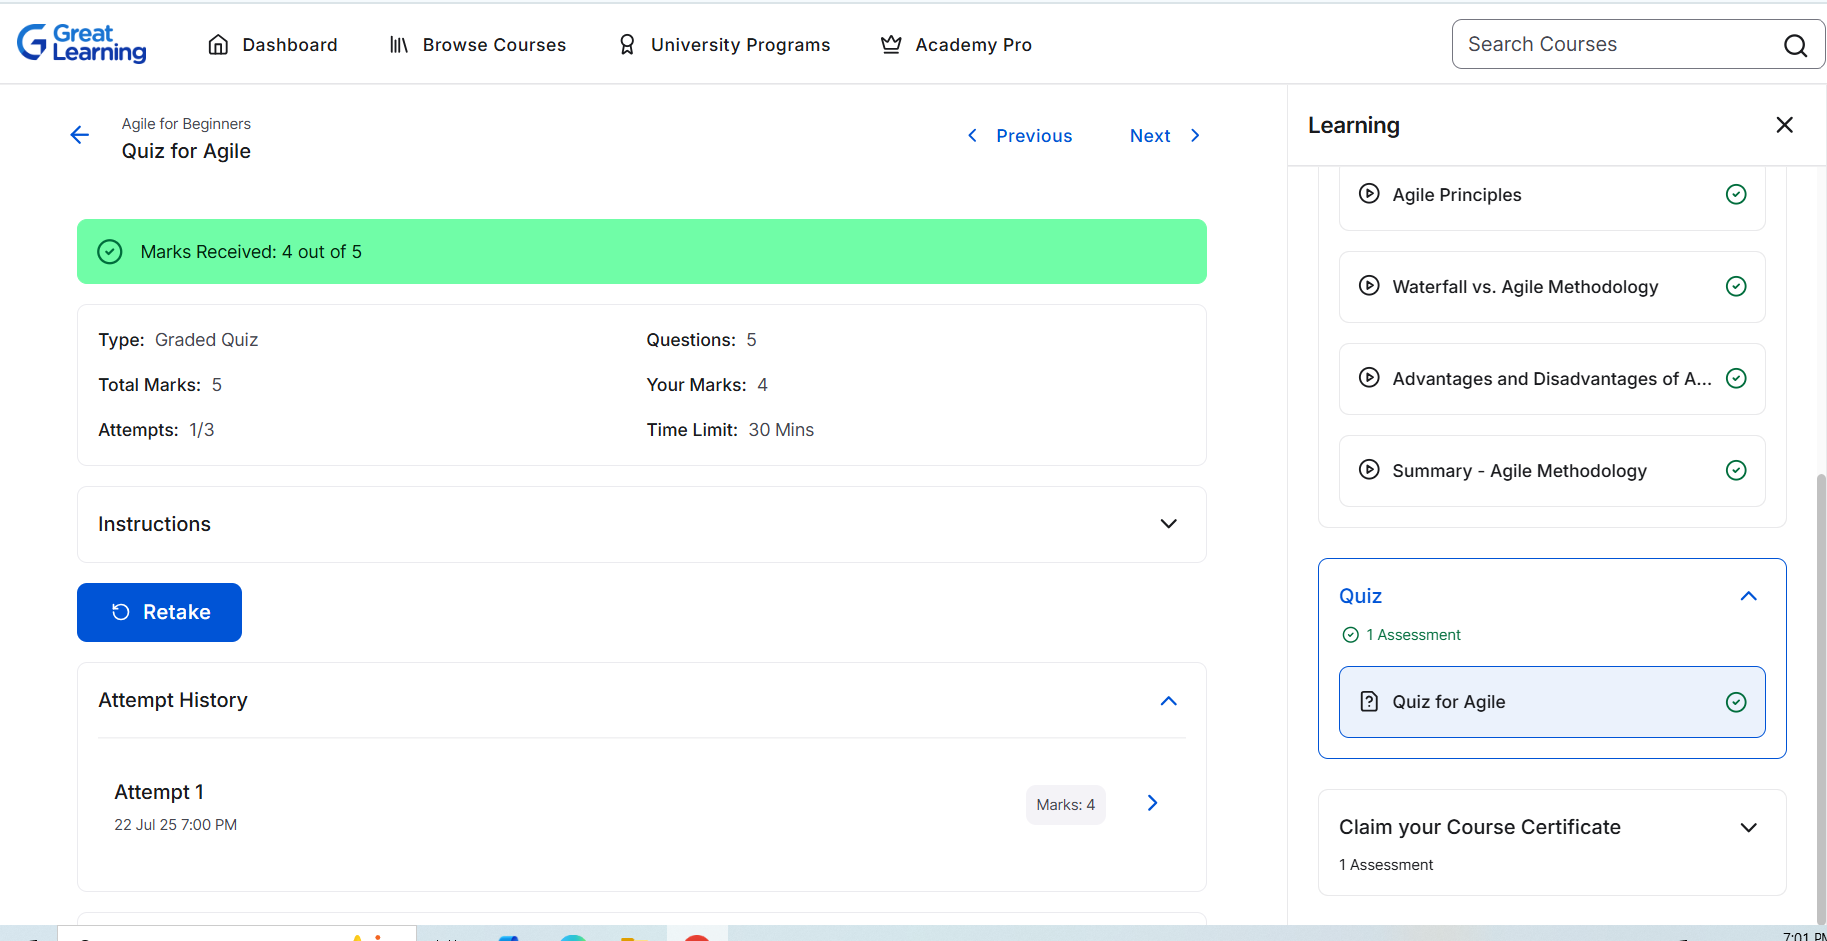 Great Learning
Dashboard
Browse Courses
University Programs
Academy Pro
Search Courses
Agile for Beginners
Quiz for Agile
Previous
Next
Marks Received: 4 out of 5
Type: Graded Quiz
Questions: 5
Total Marks: 5
Your Marks: 4
Attempts: 1/3
Time Limit: 30 Mins
Instructions
Retake
Attempt History
Attempt 1
22 Jul 25 7:00 PM
Marks: 4
Learning
Agile Principles
Waterfall vs. Agile Methodology
Advantages and Disadvantages of A...
Summary - Agile Methodology
Quiz
1 Assessment
Quiz for Agile
Claim your Course Certificate
1 Assessment
7:01 PM